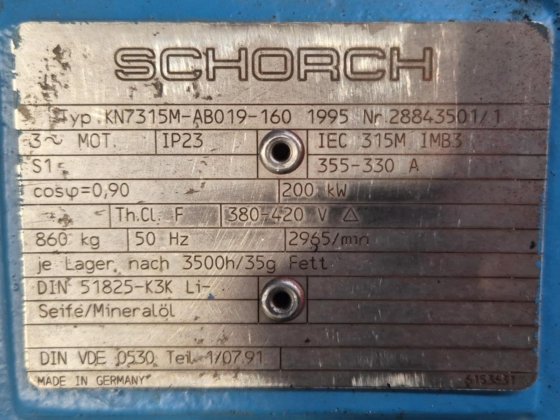 SCHORCH
Typ KN7315M-AB019-160 1995 Nr 28843501/1
3~ MOT. IP23 IEC 315M IMB3
S1 355-330 A
cosφ=0,90 200 kW
Th.Cl. F 380-420 V △
860 kg 50 Hz 2965/min
je Lager nach 3500h/35g Fett
DIN 51825-K3K Li-
Seife/Mineralöl
DIN VDE 0530 Teil 1/07.91
MADE IN GERMANY